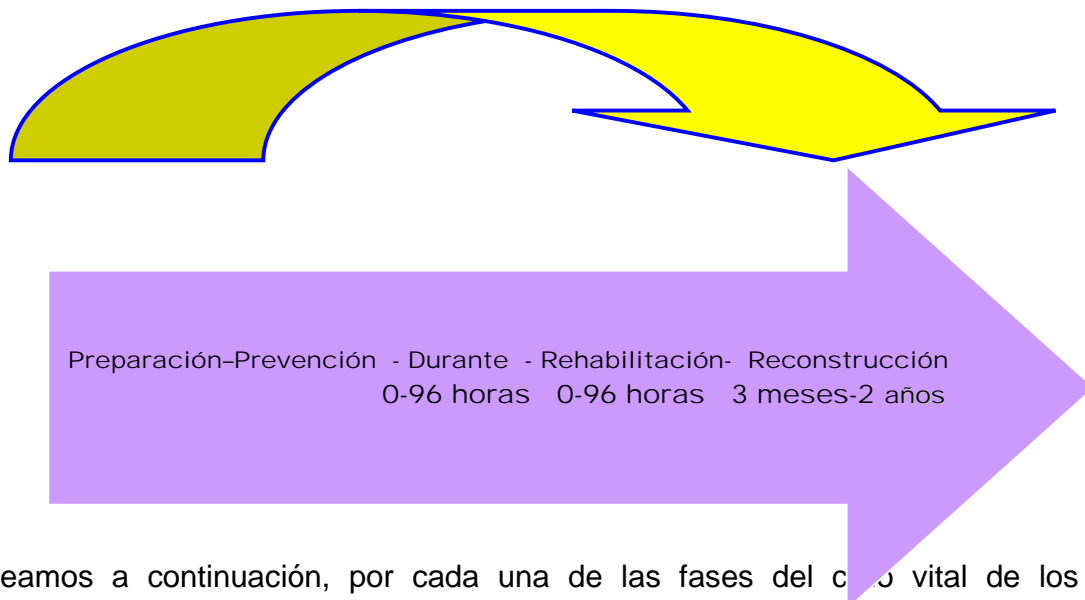 Preparación–Prevención - Durante - Rehabilitación- Reconstrucción
0-96 horas 0-96 horas 3 meses-2 años
eamos a continuación, por cada una de las fases del vital de los